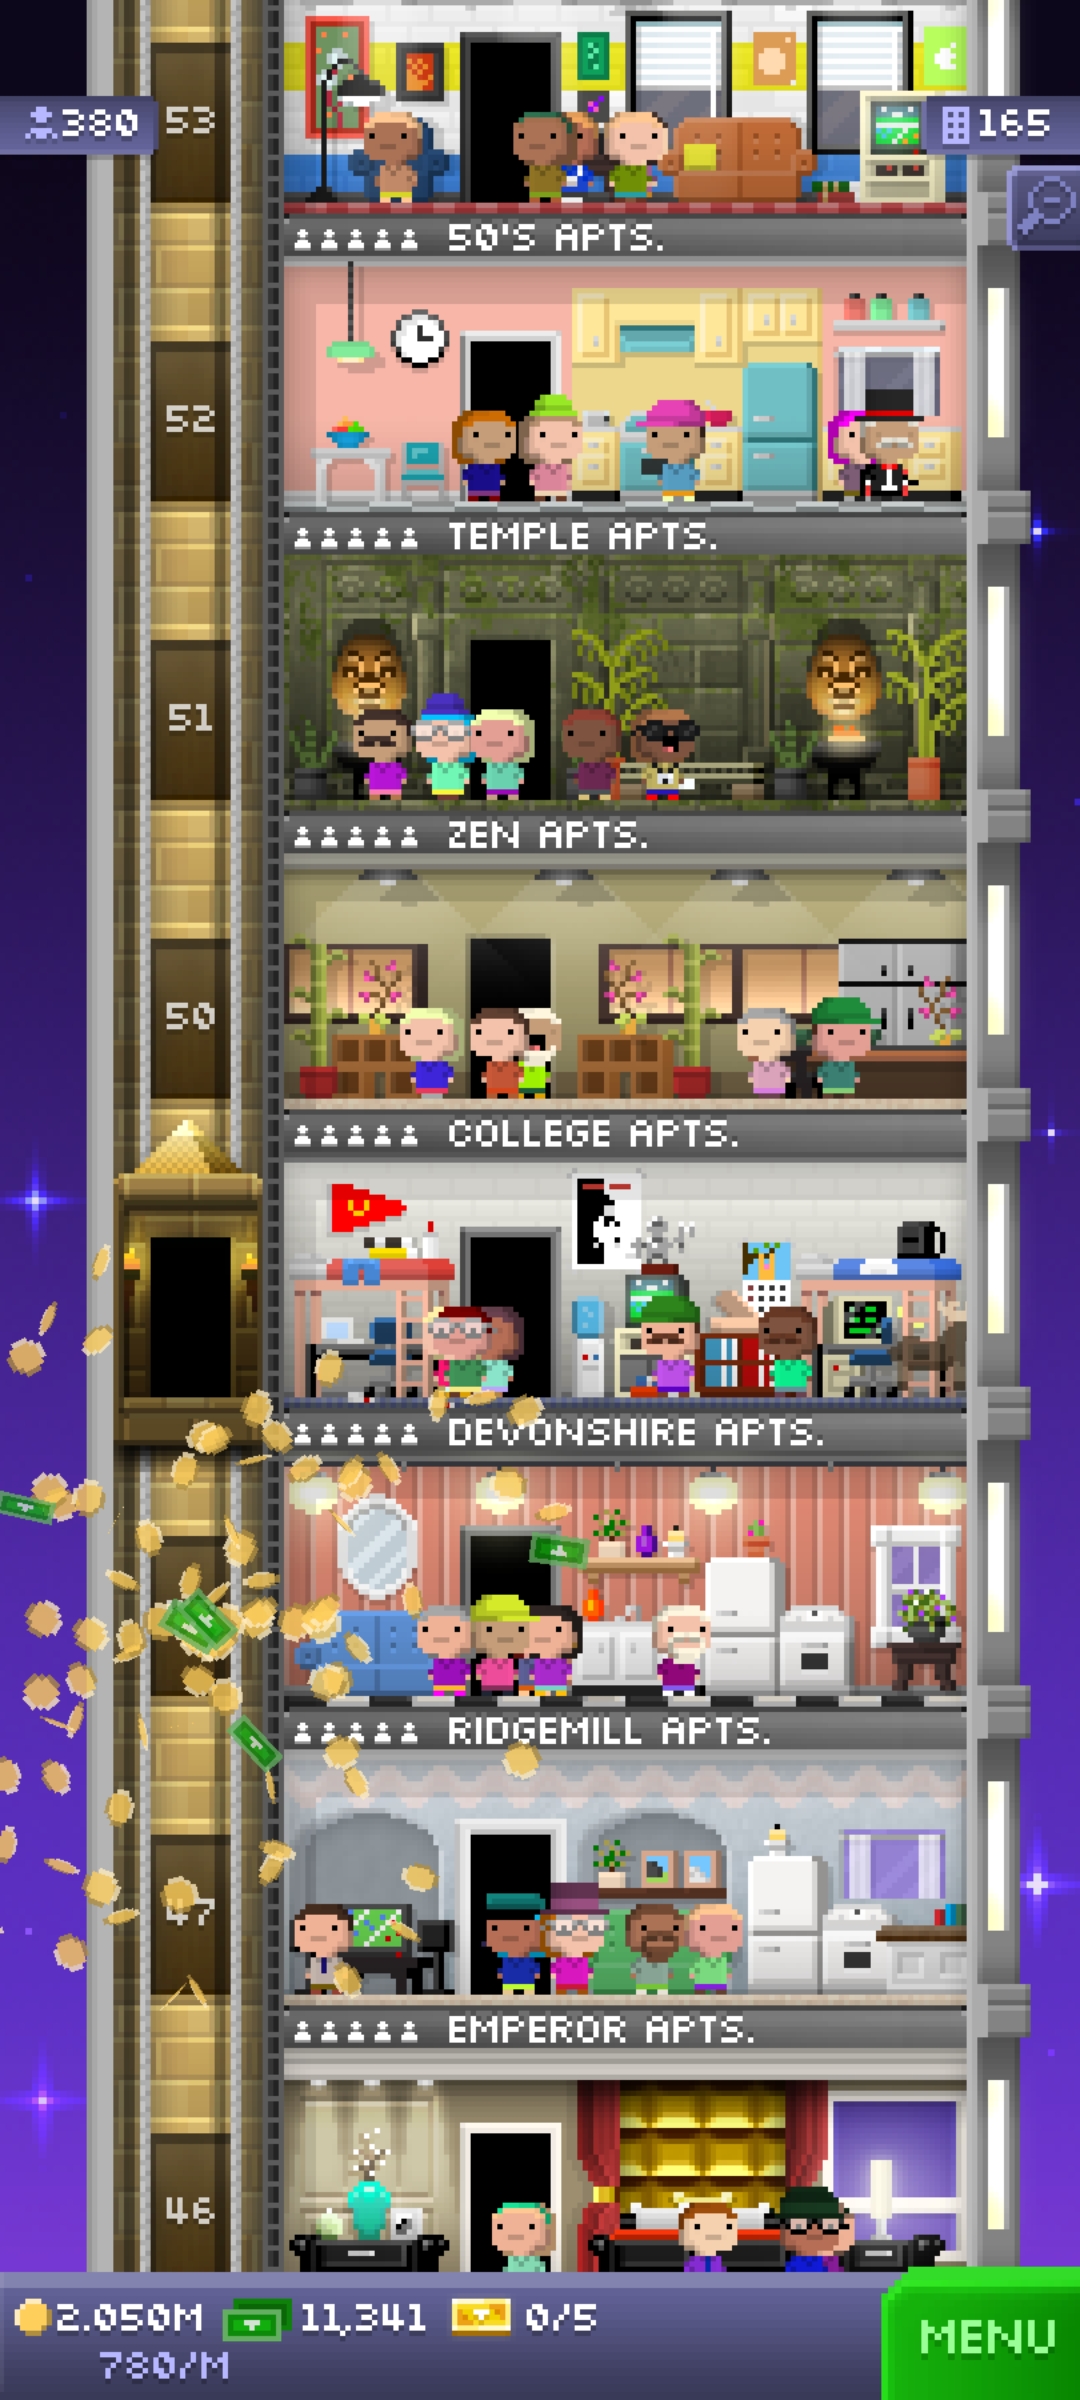 53
380
165
50'S APTS.
52
TEMPLE APTS.
51
ZEN APTS.
50
COLLEGE APTS.
DEVONSHIRE APTS.
RIDGEMILL APTS.
47
EMPEROR APTS.
46
2.050M 11,341 0/5
780/M
MENU